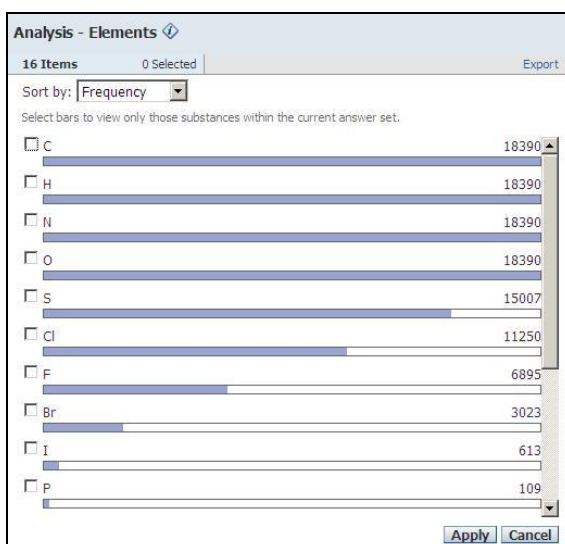 Analysis - Elements
16 Items 0 Selected Export
Sort by: Frequency
Select bars to view only those substances within the current answer set.
C 18390
H 18390
N 18390
O 18390
S 15007
Cl 11250
F 6895
Br 3023
I 613
P 109
Apply Cancel